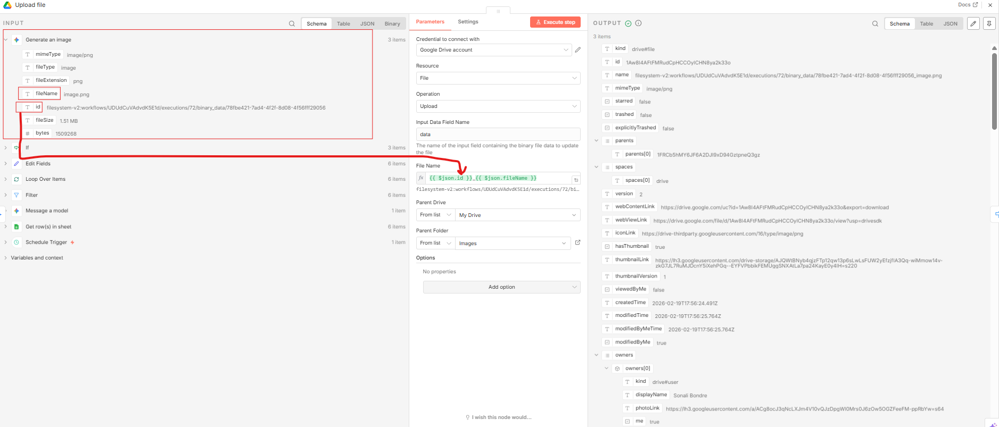 Upload file
Docs
INPUT
Schema
Table
JSON
Binary
Generate an image
3 items
mimeType image/png
fileType image
fileExtension png
fileName image.png
id filesystem-v2:workflows/UDUdCuVAdvdK5E1d/executions/72/binary_data/78fbe421-7ad4-4f2f-8d08-4f56fff29056
fileSize 1.51 MB
# bytes 1509268
If
3 items
Edit Fields
6 items
Loop Over Items
6 items
Filter
6 items
Message a model
1 item
Get row(s) in sheet
6 items
Schedule Trigger
1 item
Variables and context
Parameters
Settings
Execute step
Credential to connect with
Google Drive account
Resource
File
Operation
Upload
Input Data Field Name
data
The name of the input field containing the binary file data to update
the file
File Name
fx {{ $json.id }}_{{ $json.fileName }}
filesystem-v2:workflows/UDUdCuVAdvdK5E1d/executions/72/bi...
Parent Drive
From list
My Drive
Parent Folder
From list
Images
Options
No properties
Add option
I wish this node would...
OUTPUT
Schema
Table
JSON
3 items
kind drive#file
id 1Aw8I4AFtFMRudCpHCCOyICHN8ya2k33o
name filesystem-v2:workflows/UDUdCuVAdvdK5E1d/executions/72/binary_data/78fbe421-7ad4-4f2f-8d08-4f56fff29056_image.png
mimeType image/png
starred false
trashed false
explicitlyTrashed false
parents
parents[0] 1FRCb5hMY6JF6A2DJI9xD94GztpneQ3gz
spaces
spaces[0] drive
version 2
webContentLink https://drive.google.com/uc?id=1Aw8I4AFtFMRudCpHCCOyICHN8ya2k33o&export=download
webViewLink https://drive.google.com/file/d/1Aw8I4AFtFMRudCpHCCOyICHN8ya2k33o/view?usp=drivesdk
iconLink https://drive-thirdparty.googleusercontent.com/16/type/image/png
hasThumbnail true
thumbnailLink https://lh3.googleusercontent.com/drive-storage/AJQWtBNyb4qjzFTp12qw13p6sLwLsFUW2yEfzjfIA3Qq-wiMmow14v-
zkG7JL7RuMJDcnY5iXehPGq--EYFVPbbikFEMUggSNXAtLa7pa24KayE0y4lH=s220
thumbnailVersion 1
viewedByMe false
createdTime 2026-02-19T17:56:24.491Z
modifiedTime 2026-02-19T17:56:25.764Z
modifiedByMeTime 2026-02-19T17:56:25.764Z
modifiedByMe true
owners
owners[0]
kind drive#user
displayName Sonali Bondre
photoLink https://lh3.googleusercontent.com/a/ACg8ocJ3qNcLXJm4V10vQJzDpgWI0Mrs0J6zOw5OGZFeeFM-ppRbYw=s64
me true